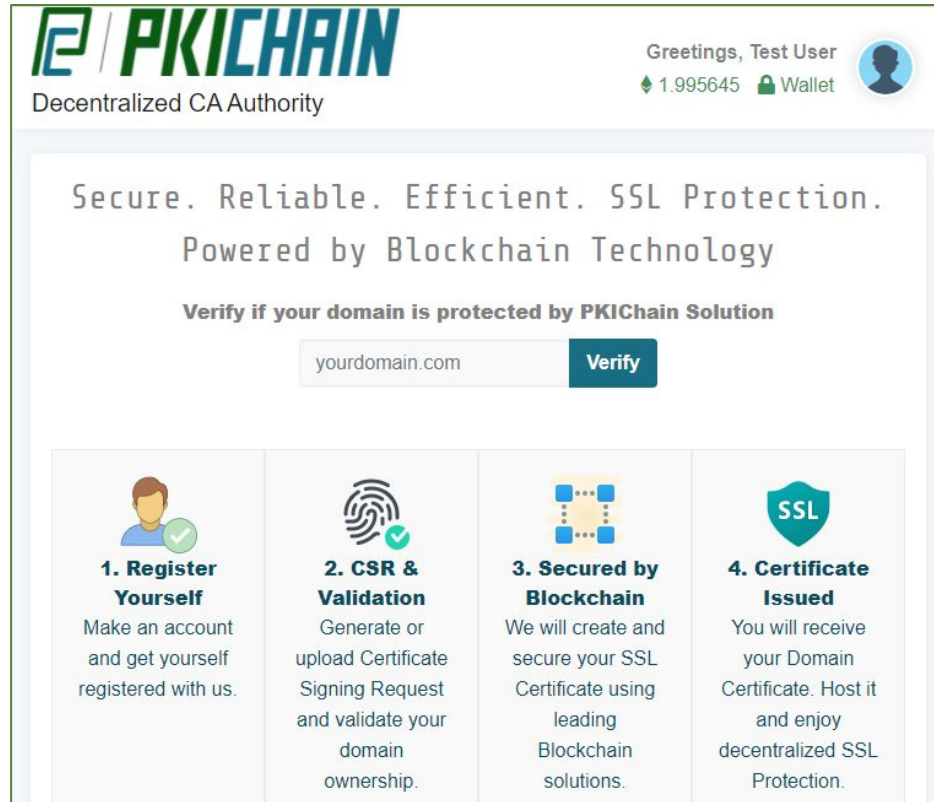 PKICHAIN
Decentralized CA Authority
Greetings, Test User
1.995645 Wallet
Secure. Reliable. Efficient. SSL Protection.
Powered by Blockchain Technology
Verify if your domain is protected by PKIChain Solution
yourdomain.com Verify
1. Register
Yourself
Make an account
and get yourself
registered with us.
2. CSR &
Validation
Generate or
upload Certificate
Signing Request
and validate your
domain
ownership.
3. Secured by
Blockchain
We will create and
secure your SSL
Certificate using
leading
Blockchain
solutions.
SSL
4. Certificate
Issued
You will receive
your Domain
Certificate. Host it
and enjoy
decentralized SSL
Protection.